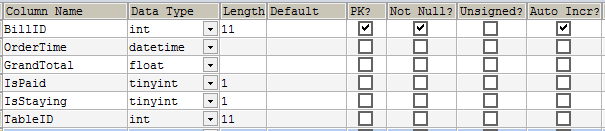 Column Name Data Type Length Default PK? Not Null? Unsigned? Auto Incr?
BillID int 11
OrderTime datetime
GrandTotal float
IsPaid tinyint 1
IsStaying tinyint 1
TableID int 11